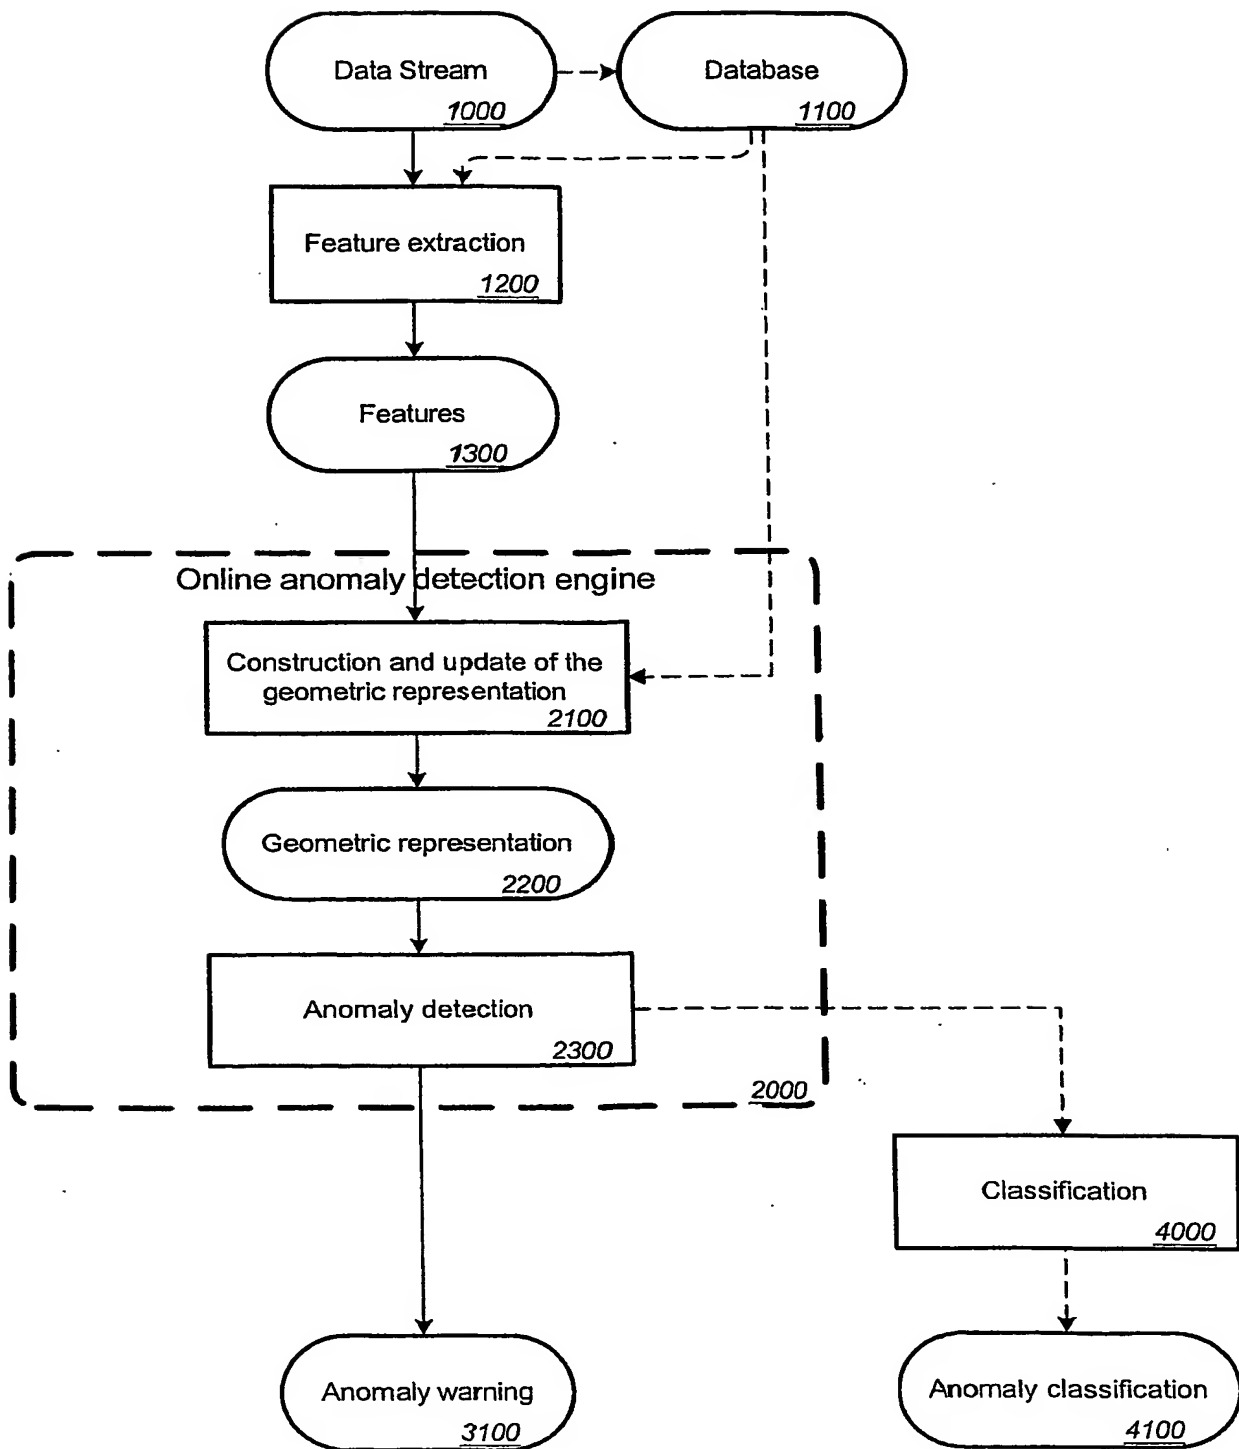 Data Stream
1000
Database
1100
Feature extraction
1200
Features
1300
Online anomaly detection engine
Construction and update of the
geometric representation
2100
Geometric representation
2200
Anomaly detection
2300
2000
Classification
4000
Anomaly warning
3100
Anomaly classification
4100